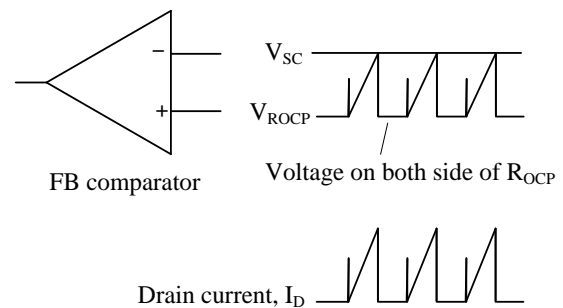 −
V_SC
+
V_ROCP
FB comparator
Voltage on both side of R_OCP
Drain current, I_D